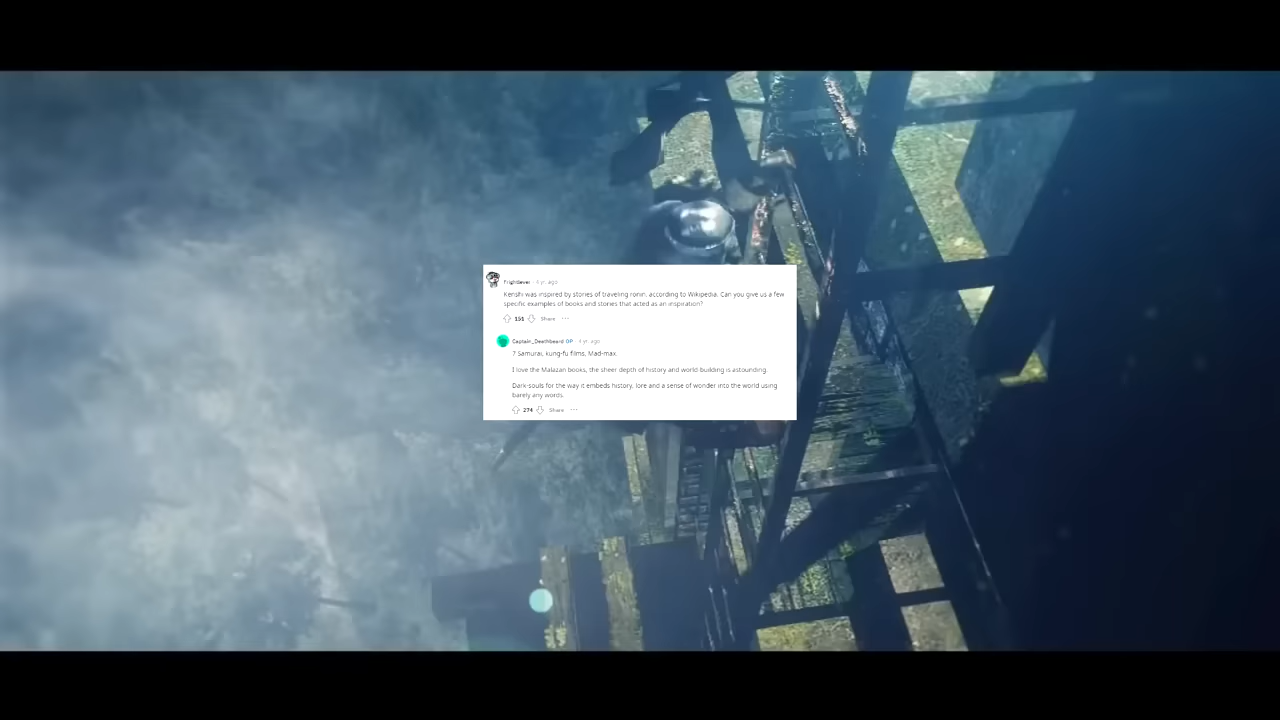 Frightlever · 4 yr. ago
Kenshi was inspired by stories of traveling ronin, according to Wikipedia. Can you give us a few
specific examples of books and stories that acted as an inspiration?
151 Share ···
Captain_Deathbeard OP · 4 yr. ago
7 Samurai, kung-fu films, Mad-max.
I love the Malazan books, the sheer depth of history and world-building is astounding.
Dark-souls for the way it embeds history, lore and a sense of wonder into the world using
barely any words.
274 Share ···